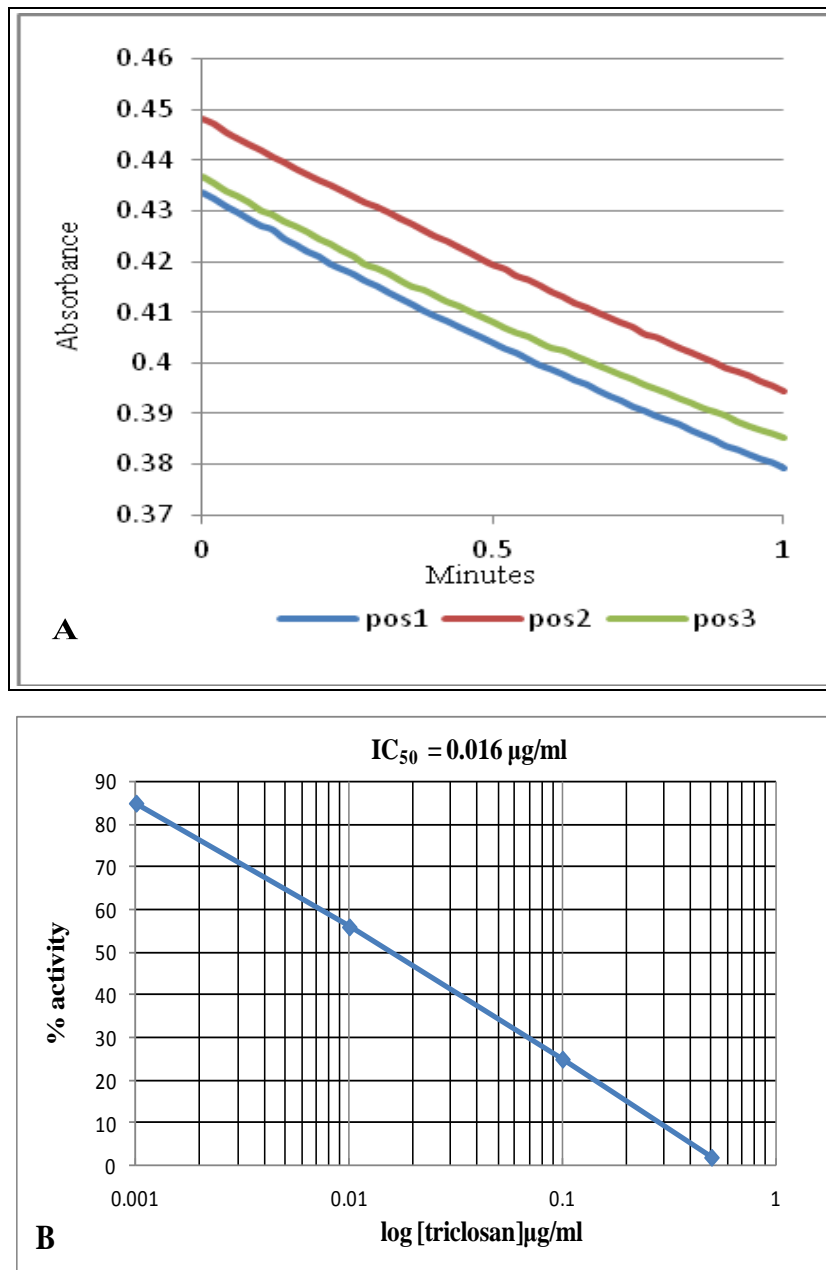 0.46
0.45
0.44
0.43
0.42
0.41
0.4
0.39
0.38
0.37
Absorbance
0 0.5 1
Minutes
A
pos1 pos2 pos3
IC50 = 0.016 µg/ml
90
80
70
60
50
40
30
20
10
0
% activity
0.001 0.01 0.1 1
log [triclosan]µg/ml
B